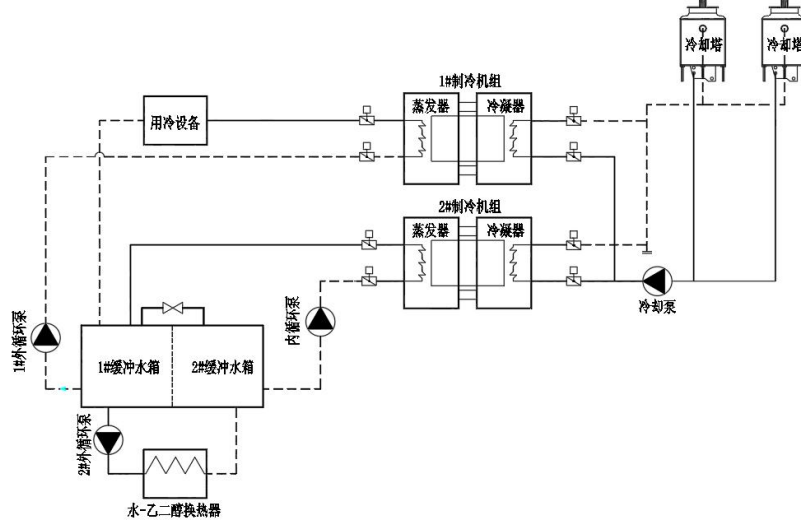 冷却塔
冷却塔
1#制冷机组
蒸发器
冷凝器
用冷设备
2#制冷机组
蒸发器
冷凝器
冷却泵
内循环泵
1#外循环泵
1#缓冲水箱
2#缓冲水箱
2#外循环泵
水-乙二醇换热器